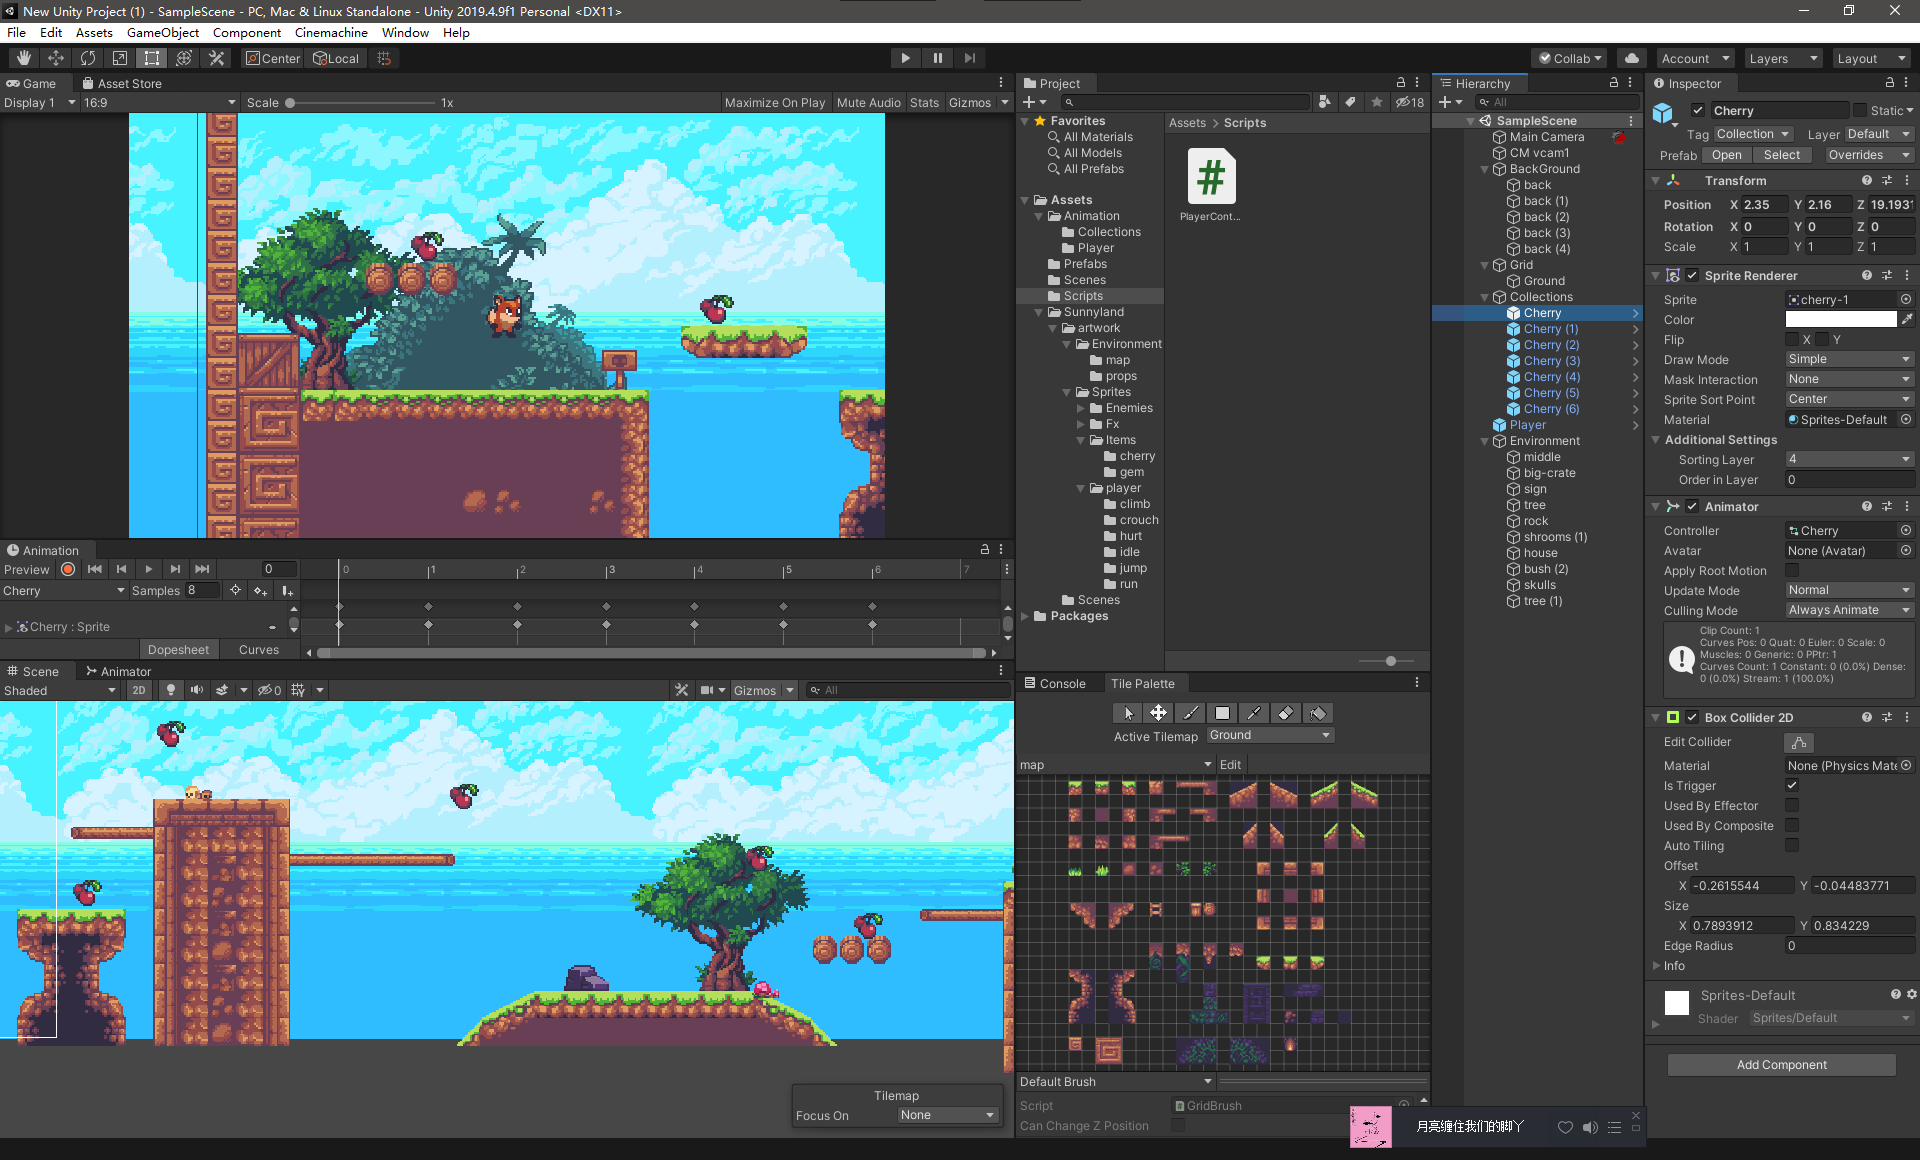 New Unity Project (1) - SampleScene - PC, Mac & Linux Standalone - Unity 2019.4.9f1 Personal <DX11>
File Edit Assets GameObject Component Cinemachine Window Help
Center Local
Collab Account Layers Layout
Game Asset Store
Display 1 16:9 Scale 1x Maximize On Play Mute Audio Stats Gizmos
Animation
Preview 0
0 1 2 3 4 5 6 7
Cherry Samples 8
Cherry : Sprite
Dopesheet Curves
Scene Animator
Shaded 2D 0 Gizmos All
Tilemap
Focus On None
Project
18
Favorites
All Materials
All Models
All Prefabs
Assets
Animation
Collections
Player
Prefabs
Scenes
Scripts
Sunnyland
artwork
Environment
map
props
Sprites
Enemies
Fx
Items
cherry
gem
player
climb
crouch
hurt
idle
jump
run
Scenes
Packages
Assets > Scripts
#
PlayerCont...
Console Tile Palette
Active Tilemap Ground
map Edit
Default Brush
Script GridBrush
Can Change Z Position
Hierarchy
All
SampleScene
Main Camera
CM vcam1
BackGround
back
back (1)
back (2)
back (3)
back (4)
Grid
Ground
Collections
Cherry
Cherry (1)
Cherry (2)
Cherry (3)
Cherry (4)
Cherry (5)
Cherry (6)
Player
Environment
middle
big-crate
sign
tree
rock
shrooms (1)
house
bush (2)
skulls
tree (1)
Inspector
Cherry Static
Tag Collection Layer Default
Prefab Open Select Overrides
Transform
Position X 2.35 Y 2.16 Z 19.1931
Rotation X 0 Y 0 Z 0
Scale X 1 Y 1 Z 1
Sprite Renderer
Sprite cherry-1
Color
Flip X Y
Draw Mode Simple
Mask Interaction None
Sprite Sort Point Center
Material Sprites-Default
Additional Settings
Sorting Layer 4
Order in Layer 0
Animator
Controller Cherry
Avatar None (Avatar)
Apply Root Motion
Update Mode Normal
Culling Mode Always Animate
Clip Count: 1
Curves Pos: 0 Quat: 0 Euler: 0 Scale: 0
Muscles: 0 Generic: 0 PPtr: 1
Curves Count: 1 Constant: 0 (0.0%) Dense:
0 (0.0%) Stream: 1 (100.0%)
Box Collider 2D
Edit Collider
Material None (Physics Mate
Is Trigger
Used By Effector
Used By Composite
Auto Tiling
Offset
X -0.2615544 Y -0.04483771
Size
X 0.7893912 Y 0.834229
Edge Radius 0
Info
Sprites-Default
Shader Sprites/Default
Add Component
月亮缠住我们的脚丫